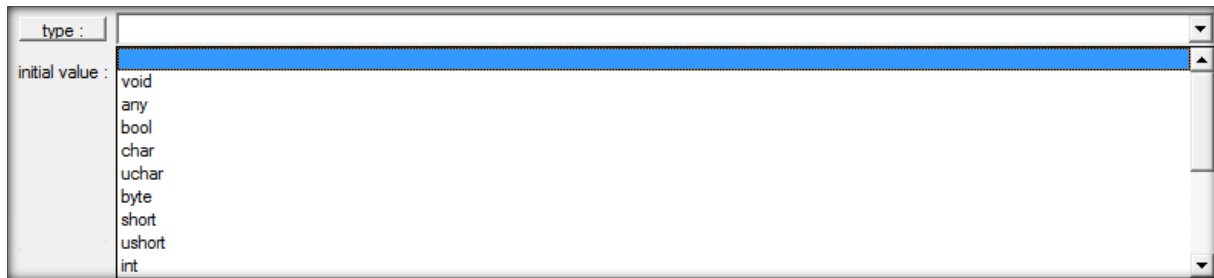 type :
initial value :
void
any
bool
char
uchar
byte
short
ushort
int